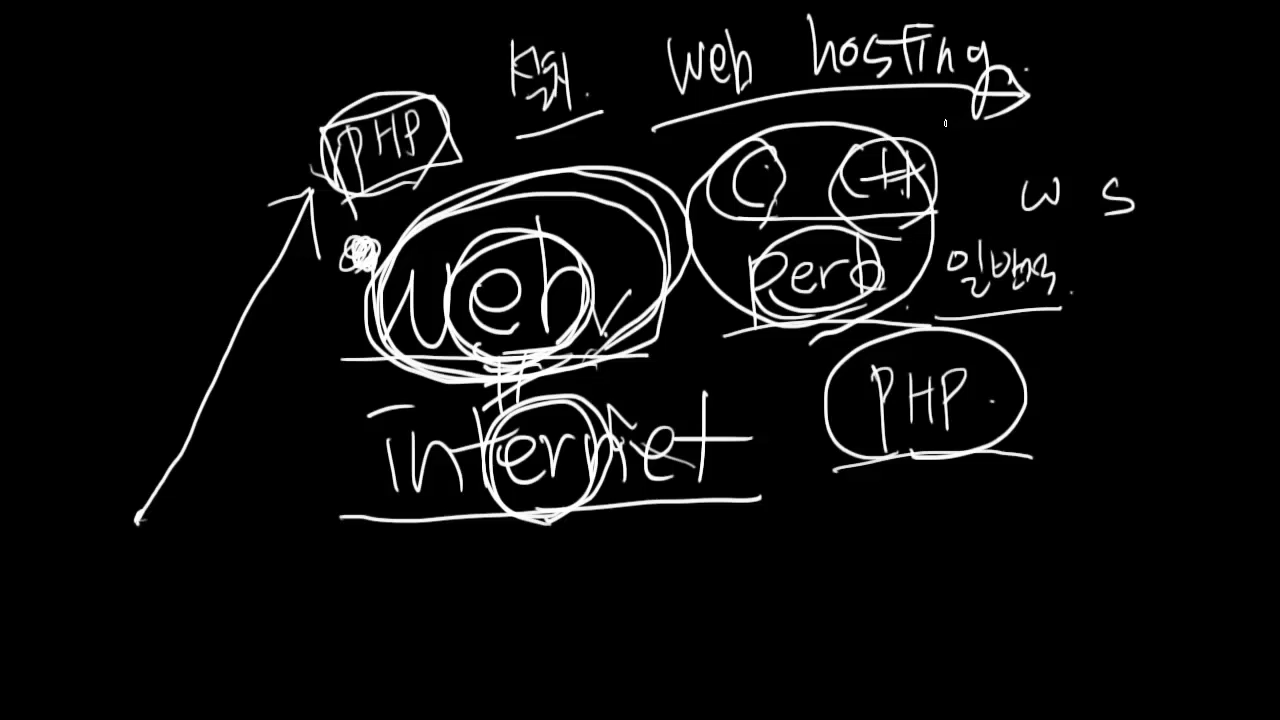 web hosting
PHP
C, C++
w s
web
perl
일반적
PHP.
internet